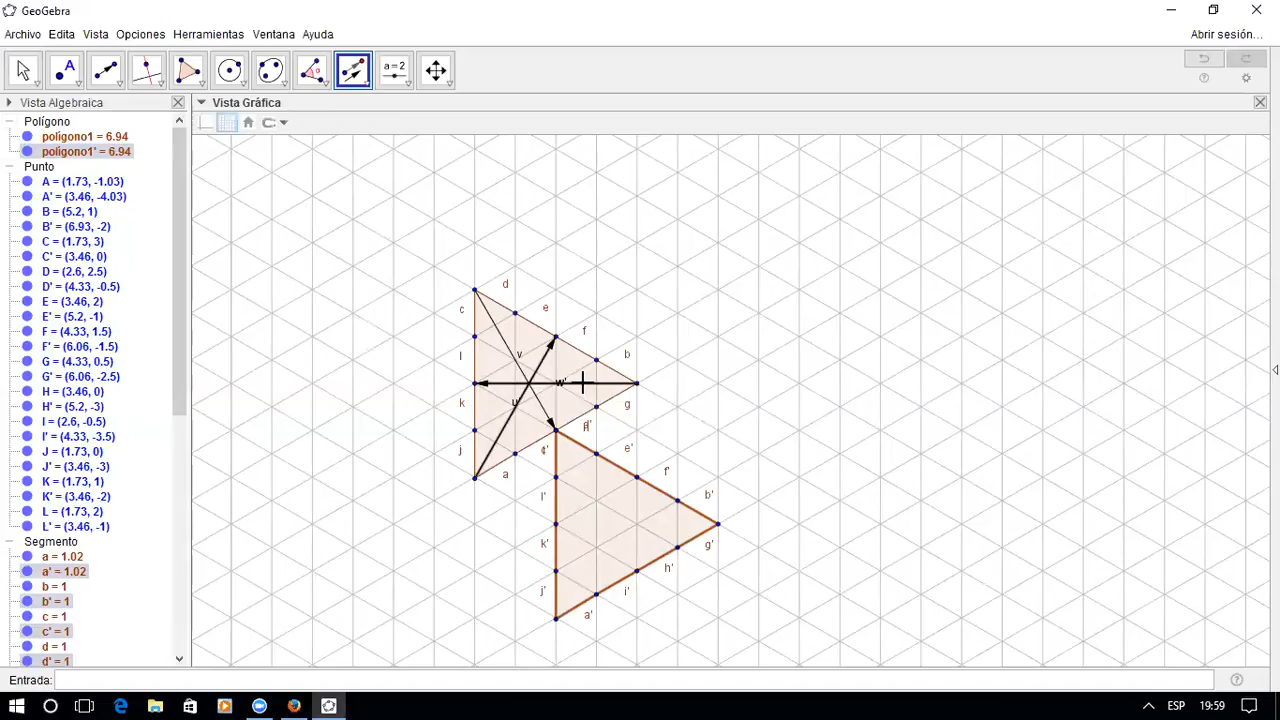 GeoGebra
Archivo Edita Vista Opciones Herramientas Ventana Ayuda
Abrir sesión...
A
a=2
Vista Algebraica
Vista Gráfica
Polígono
polígono1 = 6.94
polígono1' = 6.94
Punto
A = (1.73, -1.03)
A' = (3.46, -4.03)
B = (5.2, 1)
B' = (6.93, -2)
C = (1.73, 3)
C' = (3.46, 0)
D = (2.6, 2.5)
D' = (4.33, -0.5)
E = (3.46, 2)
E' = (5.2, -1)
F = (4.33, 1.5)
F' = (6.06, -1.5)
G = (4.33, 0.5)
G' = (6.06, -2.5)
H = (3.46, 0)
H' = (5.2, -3)
I = (2.6, -0.5)
I' = (4.33, -3.5)
J = (1.73, 0)
J' = (3.46, -3)
K = (1.73, 1)
K' = (3.46, -2)
L = (1.73, 2)
L' = (3.46, -1)
Segmento
a = 1.02
a' = 1.02
b = 1
b' = 1
c = 1
c' = 1
d = 1
d' = 1
d
c
e
f
l
v
b
w'
k
u
g
j
a
e'
f'
l'
b'
k'
g'
h'
j'
i'
a'
Entrada:
ESP 19:59